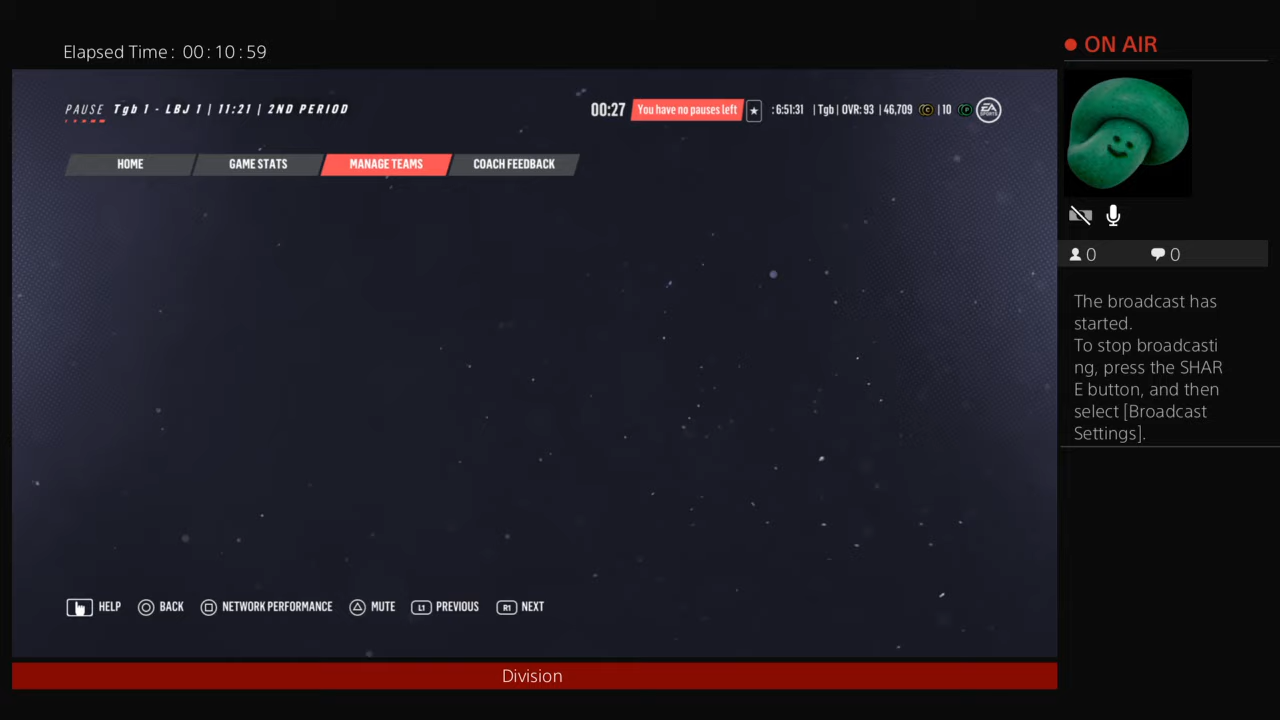 Elapsed Time: 00:10:59
ON AIR
PAUSE Tgb 1 - LBJ 1 | 11:21 | 2ND PERIOD
00:27 You have no pauses left : 6:51:31 | Tgb | OVR: 93 | 46,709 | 10
EA SPORTS
HOME GAME STATS MANAGE TEAMS COACH FEEDBACK
0 0
The broadcast has
started.
To stop broadcasti
ng, press the SHAR
E button, and then
select [Broadcast
Settings].
HELP BACK NETWORK PERFORMANCE MUTE L1 PREVIOUS R1 NEXT
Division